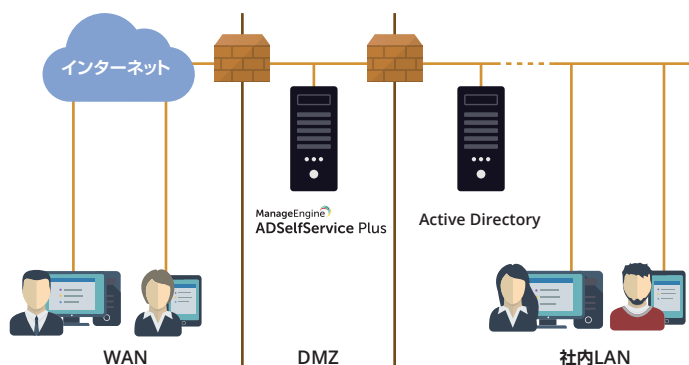 インターネット
ManageEngine
ADSelfService Plus
Active Directory
WAN
DMZ
社内LAN